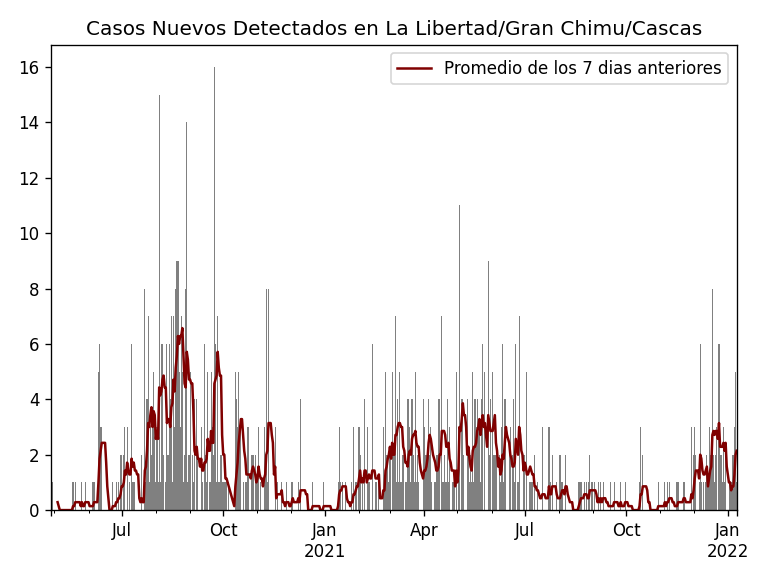 Casos Nuevos Detectados en La Libertad/Gran Chimu/Cascas
Promedio de los 7 dias anteriores
16
14
12
10
8
6
4
2
0
Jul
Oct
Jan
2021
Apr
Jul
Oct
Jan
2022